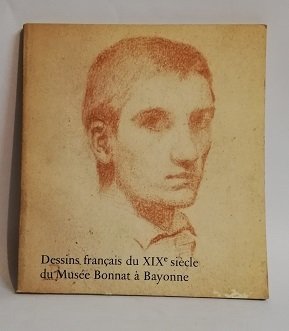 Dessins français du XIXe siècle
du Musée Bonnat à Bayonne